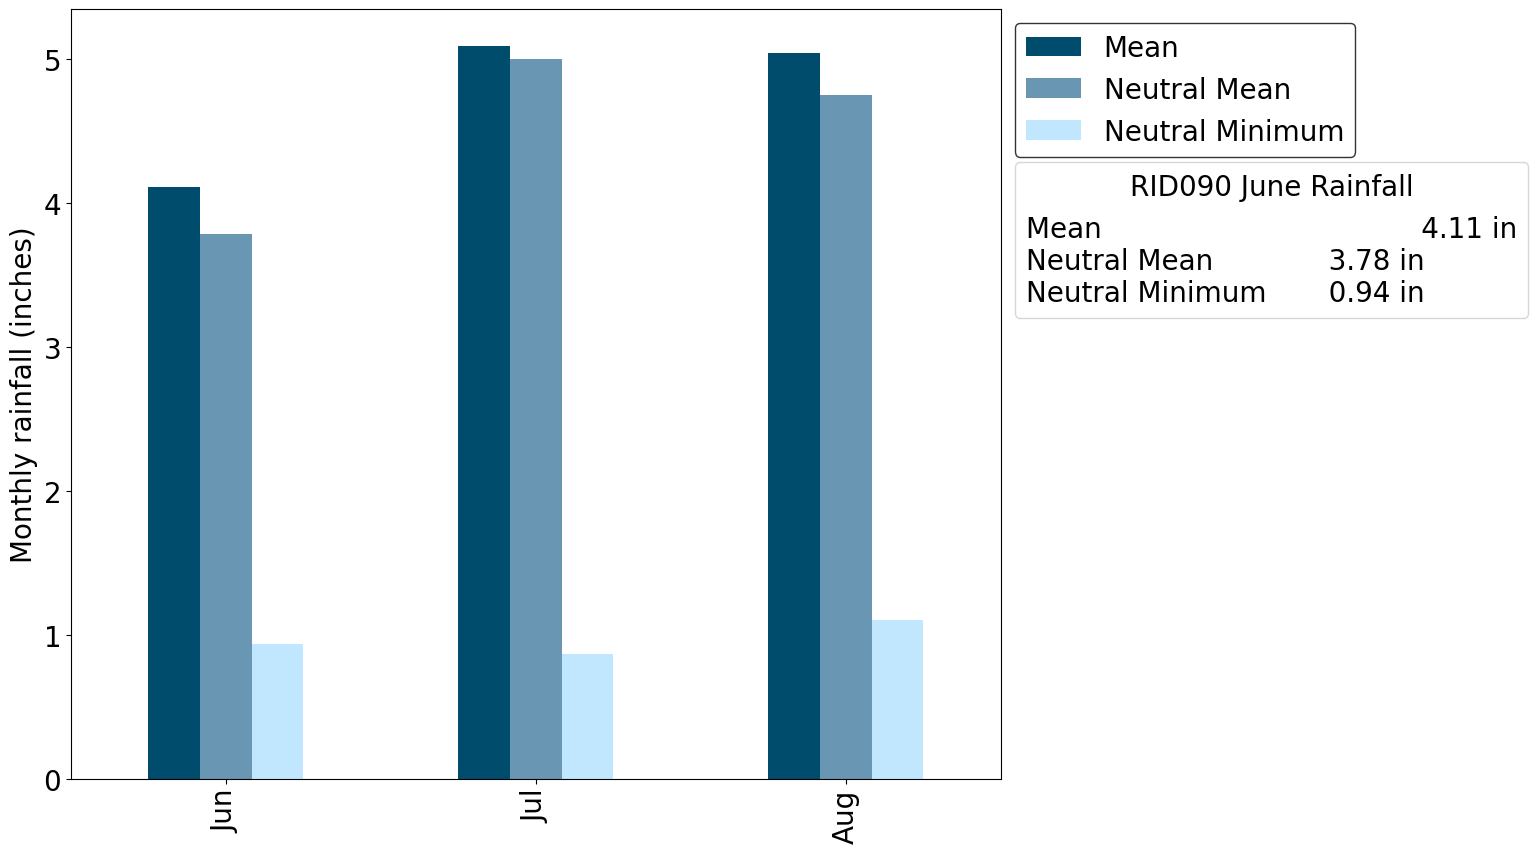 Monthly rainfall (inches)
5
4
3
2
1
0
Jun
Jul
Aug
Mean
Neutral Mean
Neutral Minimum
RID090 June Rainfall
Mean 4.11 in
Neutral Mean 3.78 in
Neutral Minimum 0.94 in